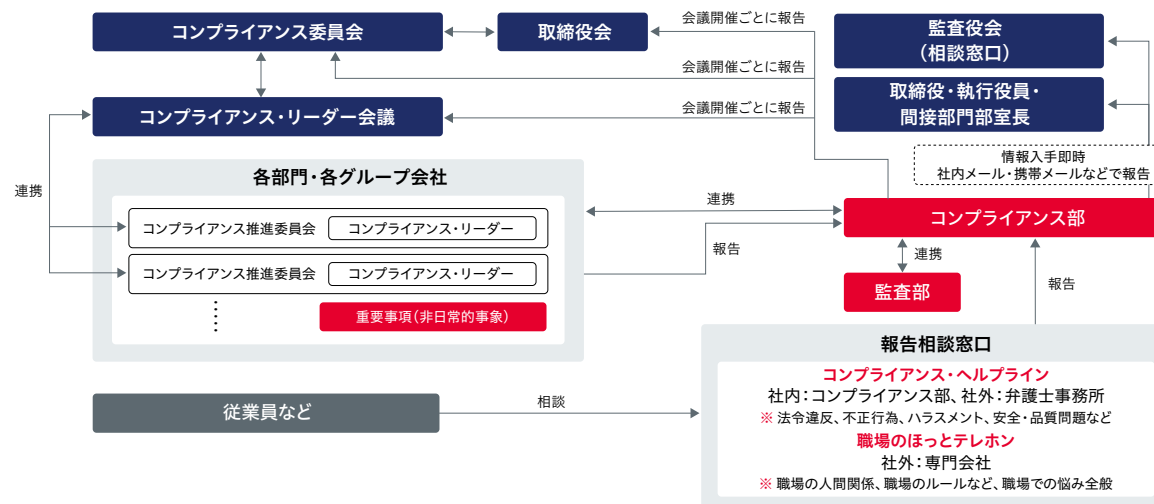 コンプライアンス委員会
取締役会
会議開催ごとに報告
監査役会
(相談窓口)
会議開催ごとに報告
コンプライアンス・リーダー会議
会議開催ごとに報告
取締役・執行役員・
間接部門部室長
情報入手即時
社内メール・携帯メールなどで報告
連携
各部門・各グループ会社
コンプライアンス推進委員会 コンプライアンス・リーダー
コンプライアンス推進委員会 コンプライアンス・リーダー
重要事項(非日常的事象)
連携
報告
コンプライアンス部
連携
監査部
報告
従業員など
相談
報告相談窓口
コンプライアンス・ヘルプライン
社内:コンプライアンス部、社外:弁護士事務所
※ 法令違反、不正行為、ハラスメント、安全・品質問題など
職場のほっとテレホン
社外:専門会社
※ 職場の人間関係、職場のルールなど、職場での悩み全般